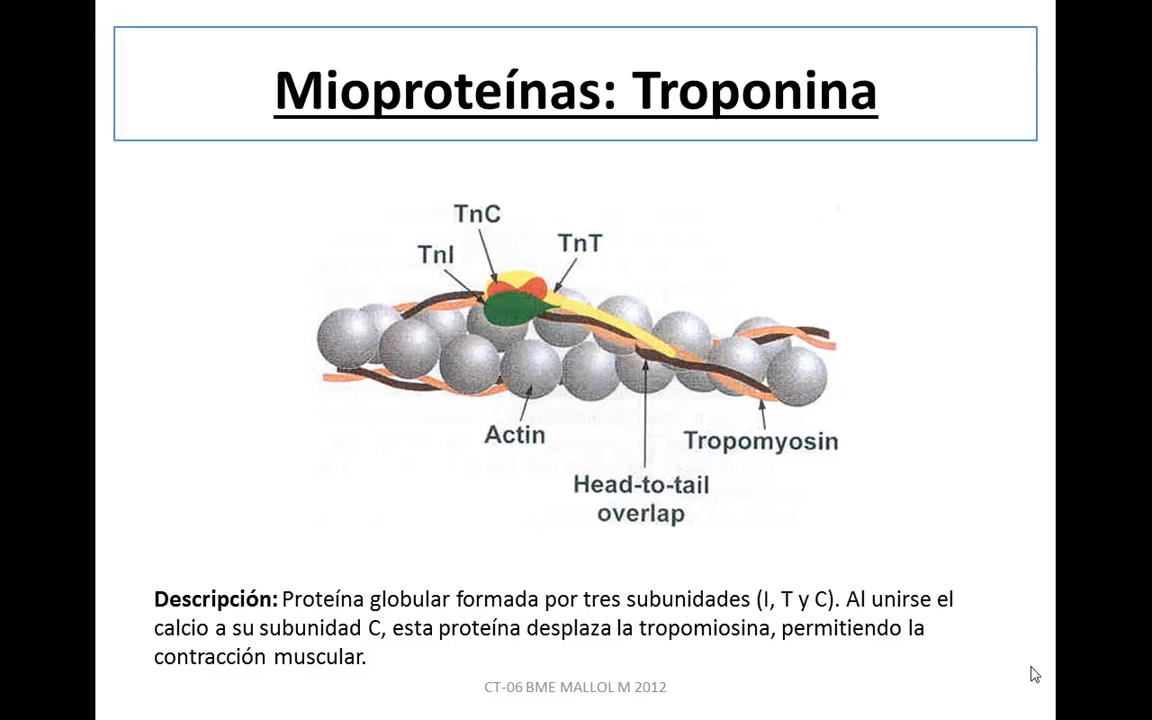 Mioproteínas: Troponina
TnC
TnT
TnI
Actin
Tropomyosin
Head-to-tail
overlap
Descripción: Proteína globular formada por tres subunidades (I, T y C). Al unirse el
calcio a su subunidad C, esta proteína desplaza la tropomiosina, permitiendo la
contracción muscular.
CT-06 BME MALLOL M 2012